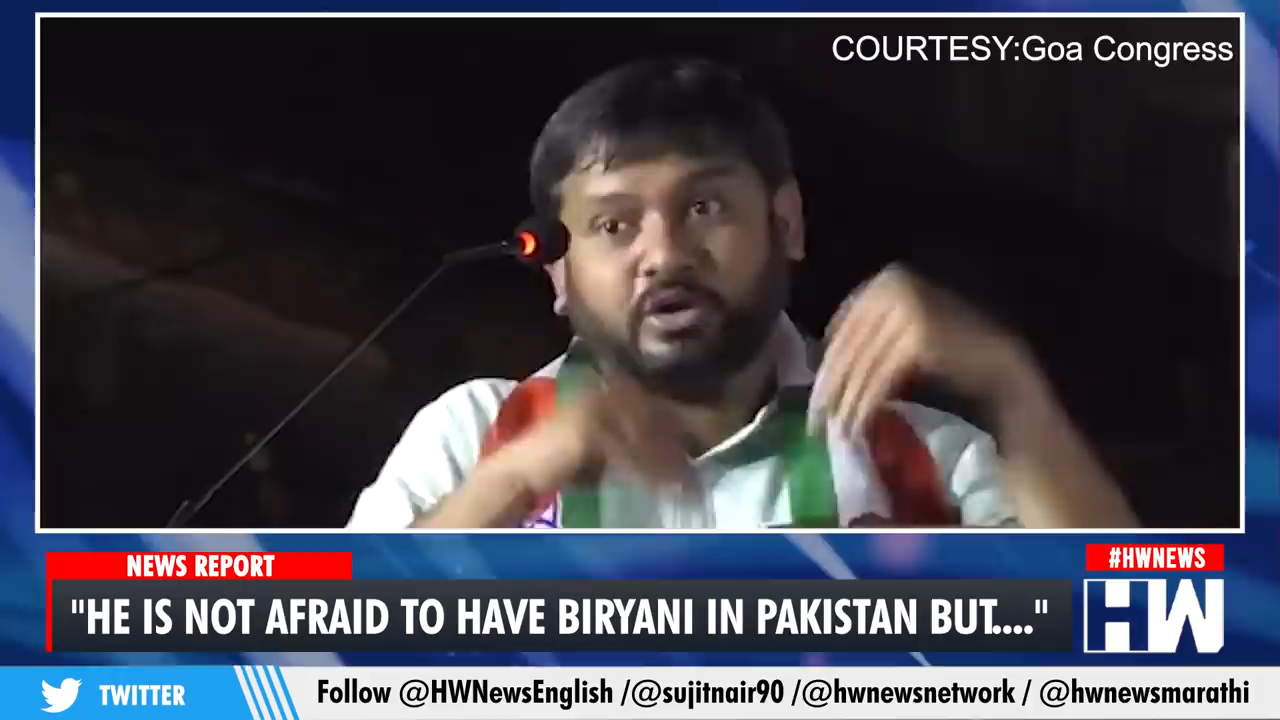 COURTESY:Goa Congress
NEWS REPORT
#HWNEWS
"HE IS NOT AFRAID TO HAVE BIRYANI IN PAKISTAN BUT...."
HW
TWITTER
Follow @HWNewsEnglish /@sujitnair90 /@hwnewsnetwork / @hwnewsmarathi